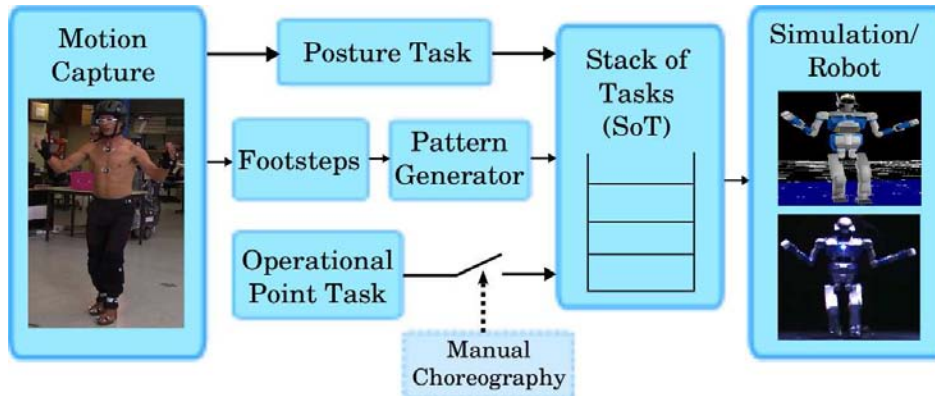 Motion
Capture
Posture Task
Footsteps
Pattern
Generator
Operational
Point Task
Manual
Choreography
Stack of
Tasks
(SoT)
Simulation/
Robot